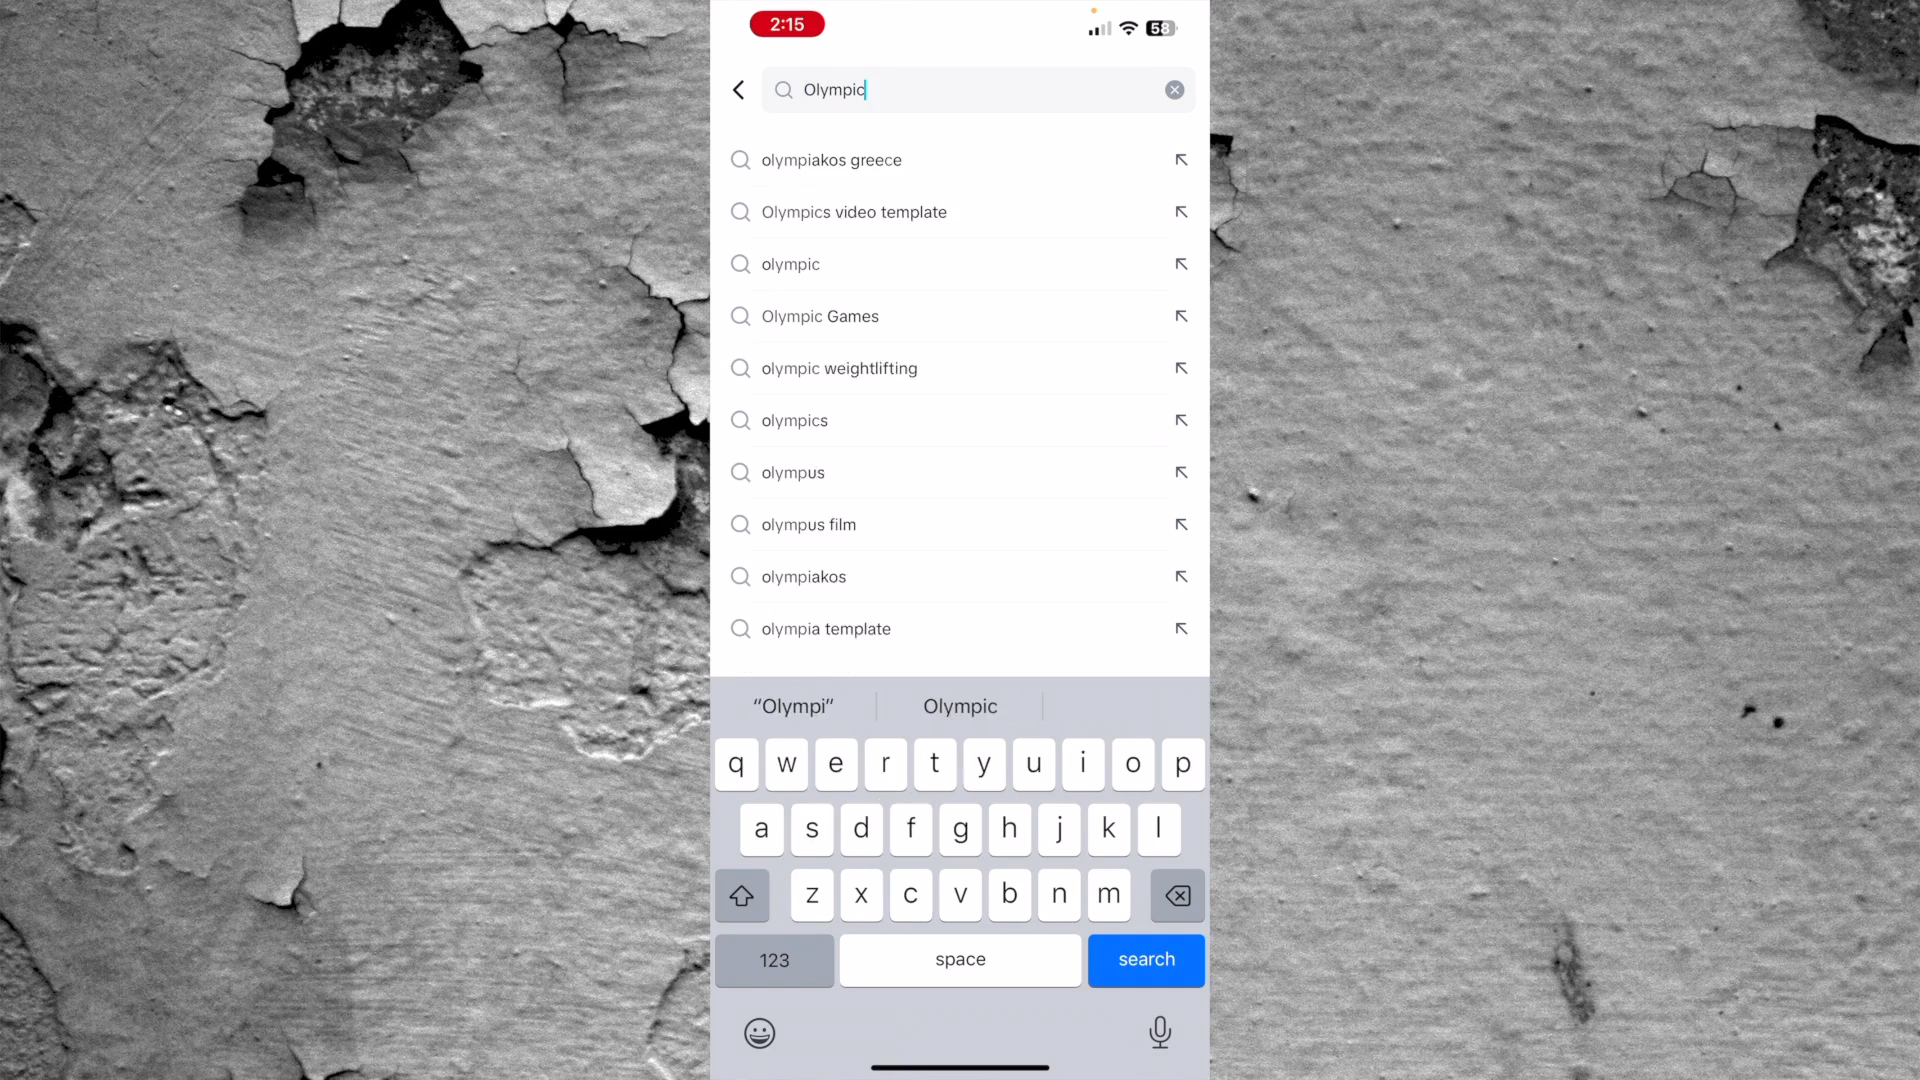 2:15
58
Olympic
olympiakos greece
Olympics video template
olympic
Olympic Games
olympic weightlifting
olympics
olympus
olympus film
olympiakos
olympia template
“Olympi” Olympic
q w e r t y u i o p
a s d f g h j k l
z x c v b n m
123 space search